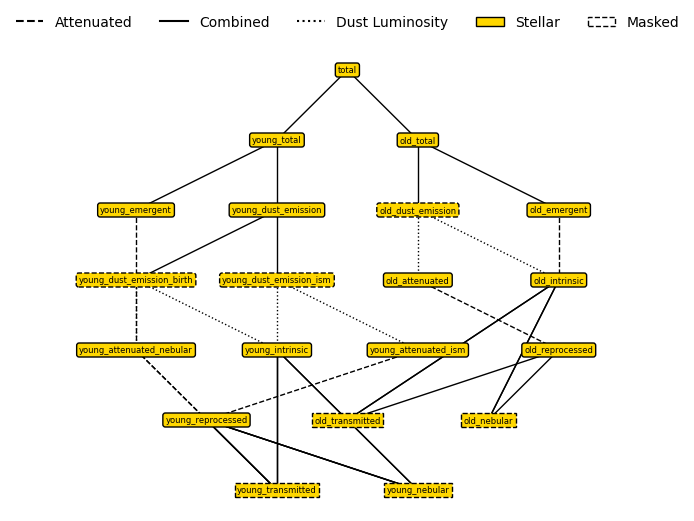 Attenuated Combined Dust Luminosity Stellar Masked
total
young_total old_total
young_emergent young_dust_emission old_dust_emission old_emergent
young_dust_emission_birth young_dust_emission_ism old_attenuated old_intrinsic
young_attenuated_nebular young_intrinsic young_attenuated_ism old_reprocessed
young_reprocessed old_transmitted old_nebular
young_transmitted young_nebular